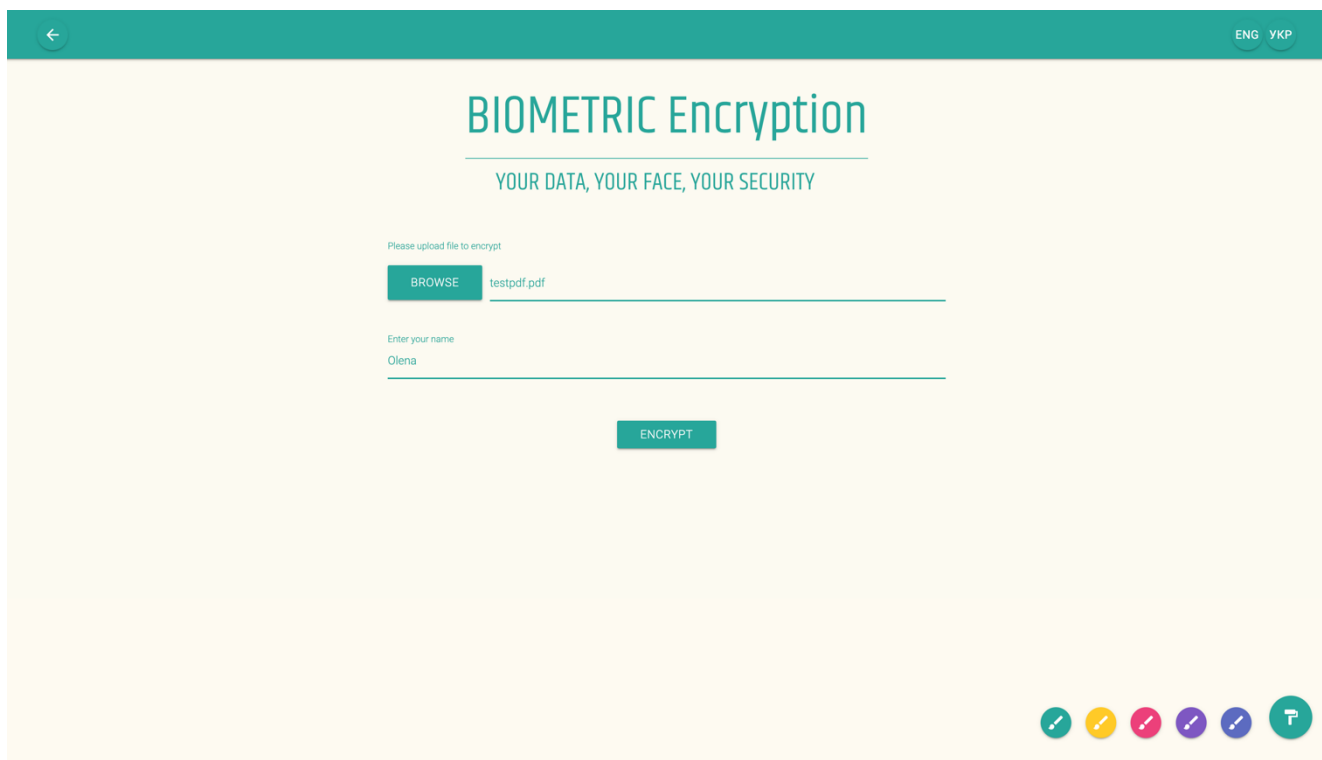 ENG УКР
BIOMETRIC Encryption
YOUR DATA, YOUR FACE, YOUR SECURITY
Please upload file to encrypt
BROWSE testpdf.pdf
Enter your name
Olena
ENCRYPT